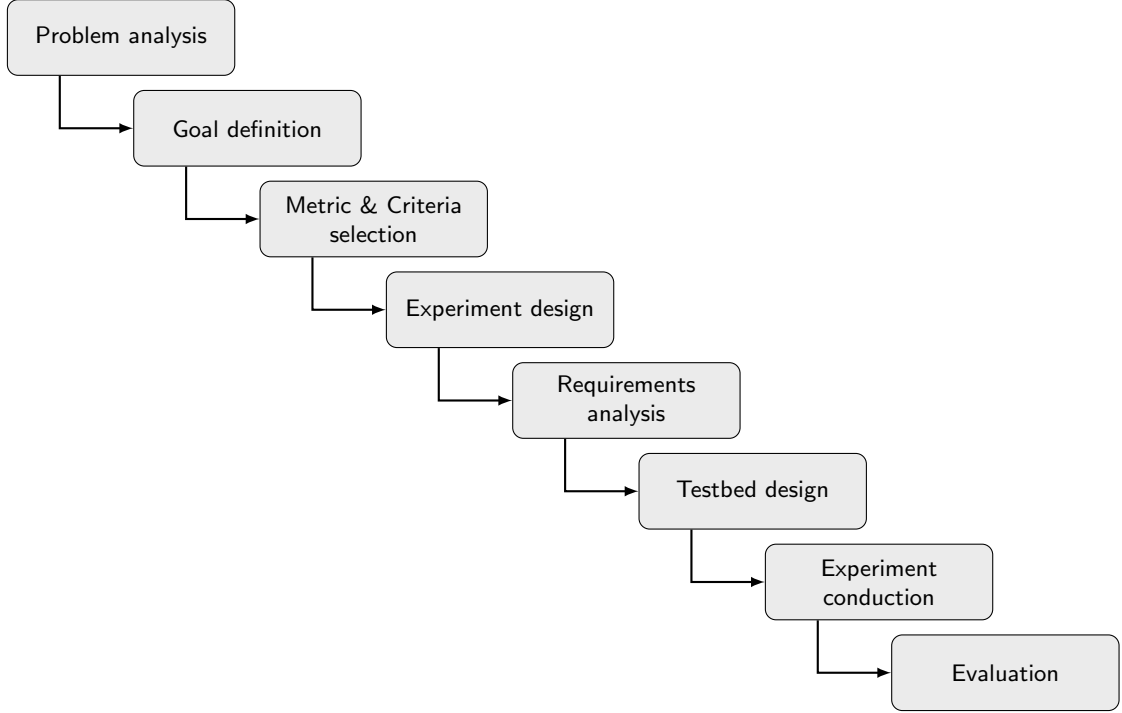 Problem analysis
Goal definition
Metric & Criteria
selection
Experiment design
Requirements
analysis
Testbed design
Experiment
conduction
Evaluation